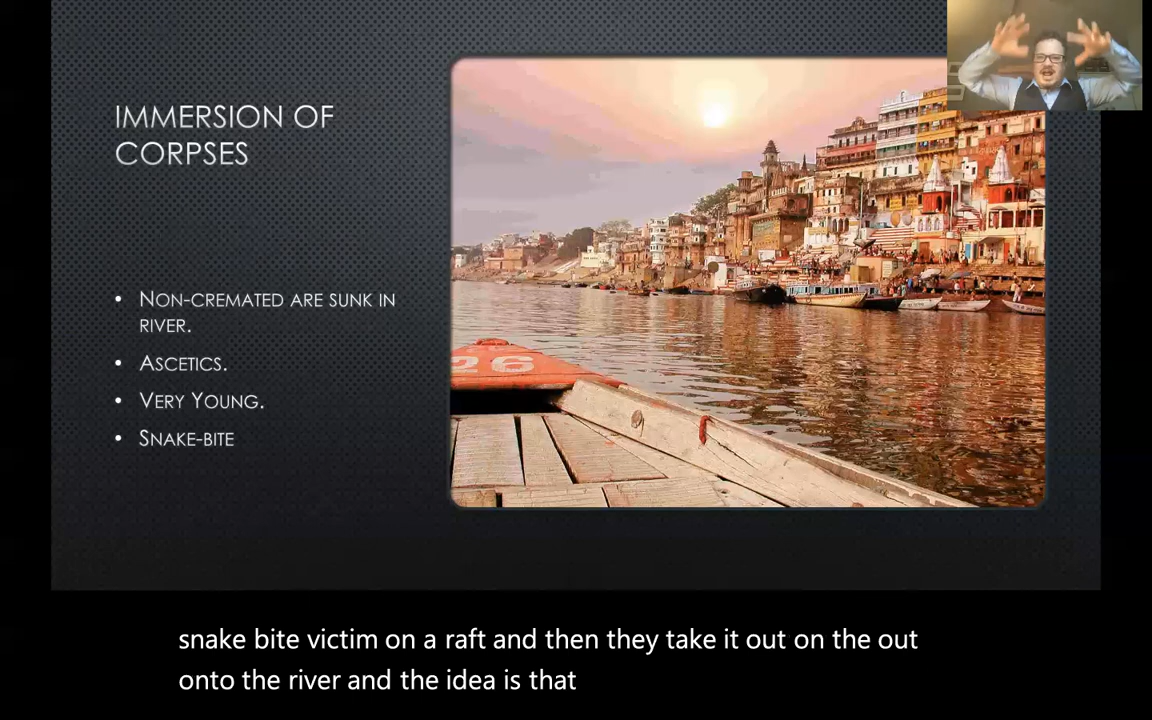 IMMERSION OF
CORPSES
• NON-CREMATED ARE SUNK IN
RIVER.
• ASCETICS.
• VERY YOUNG.
• SNAKE-BITE
26
snake bite victim on a raft and then they take it out on the out
onto the river and the idea is that